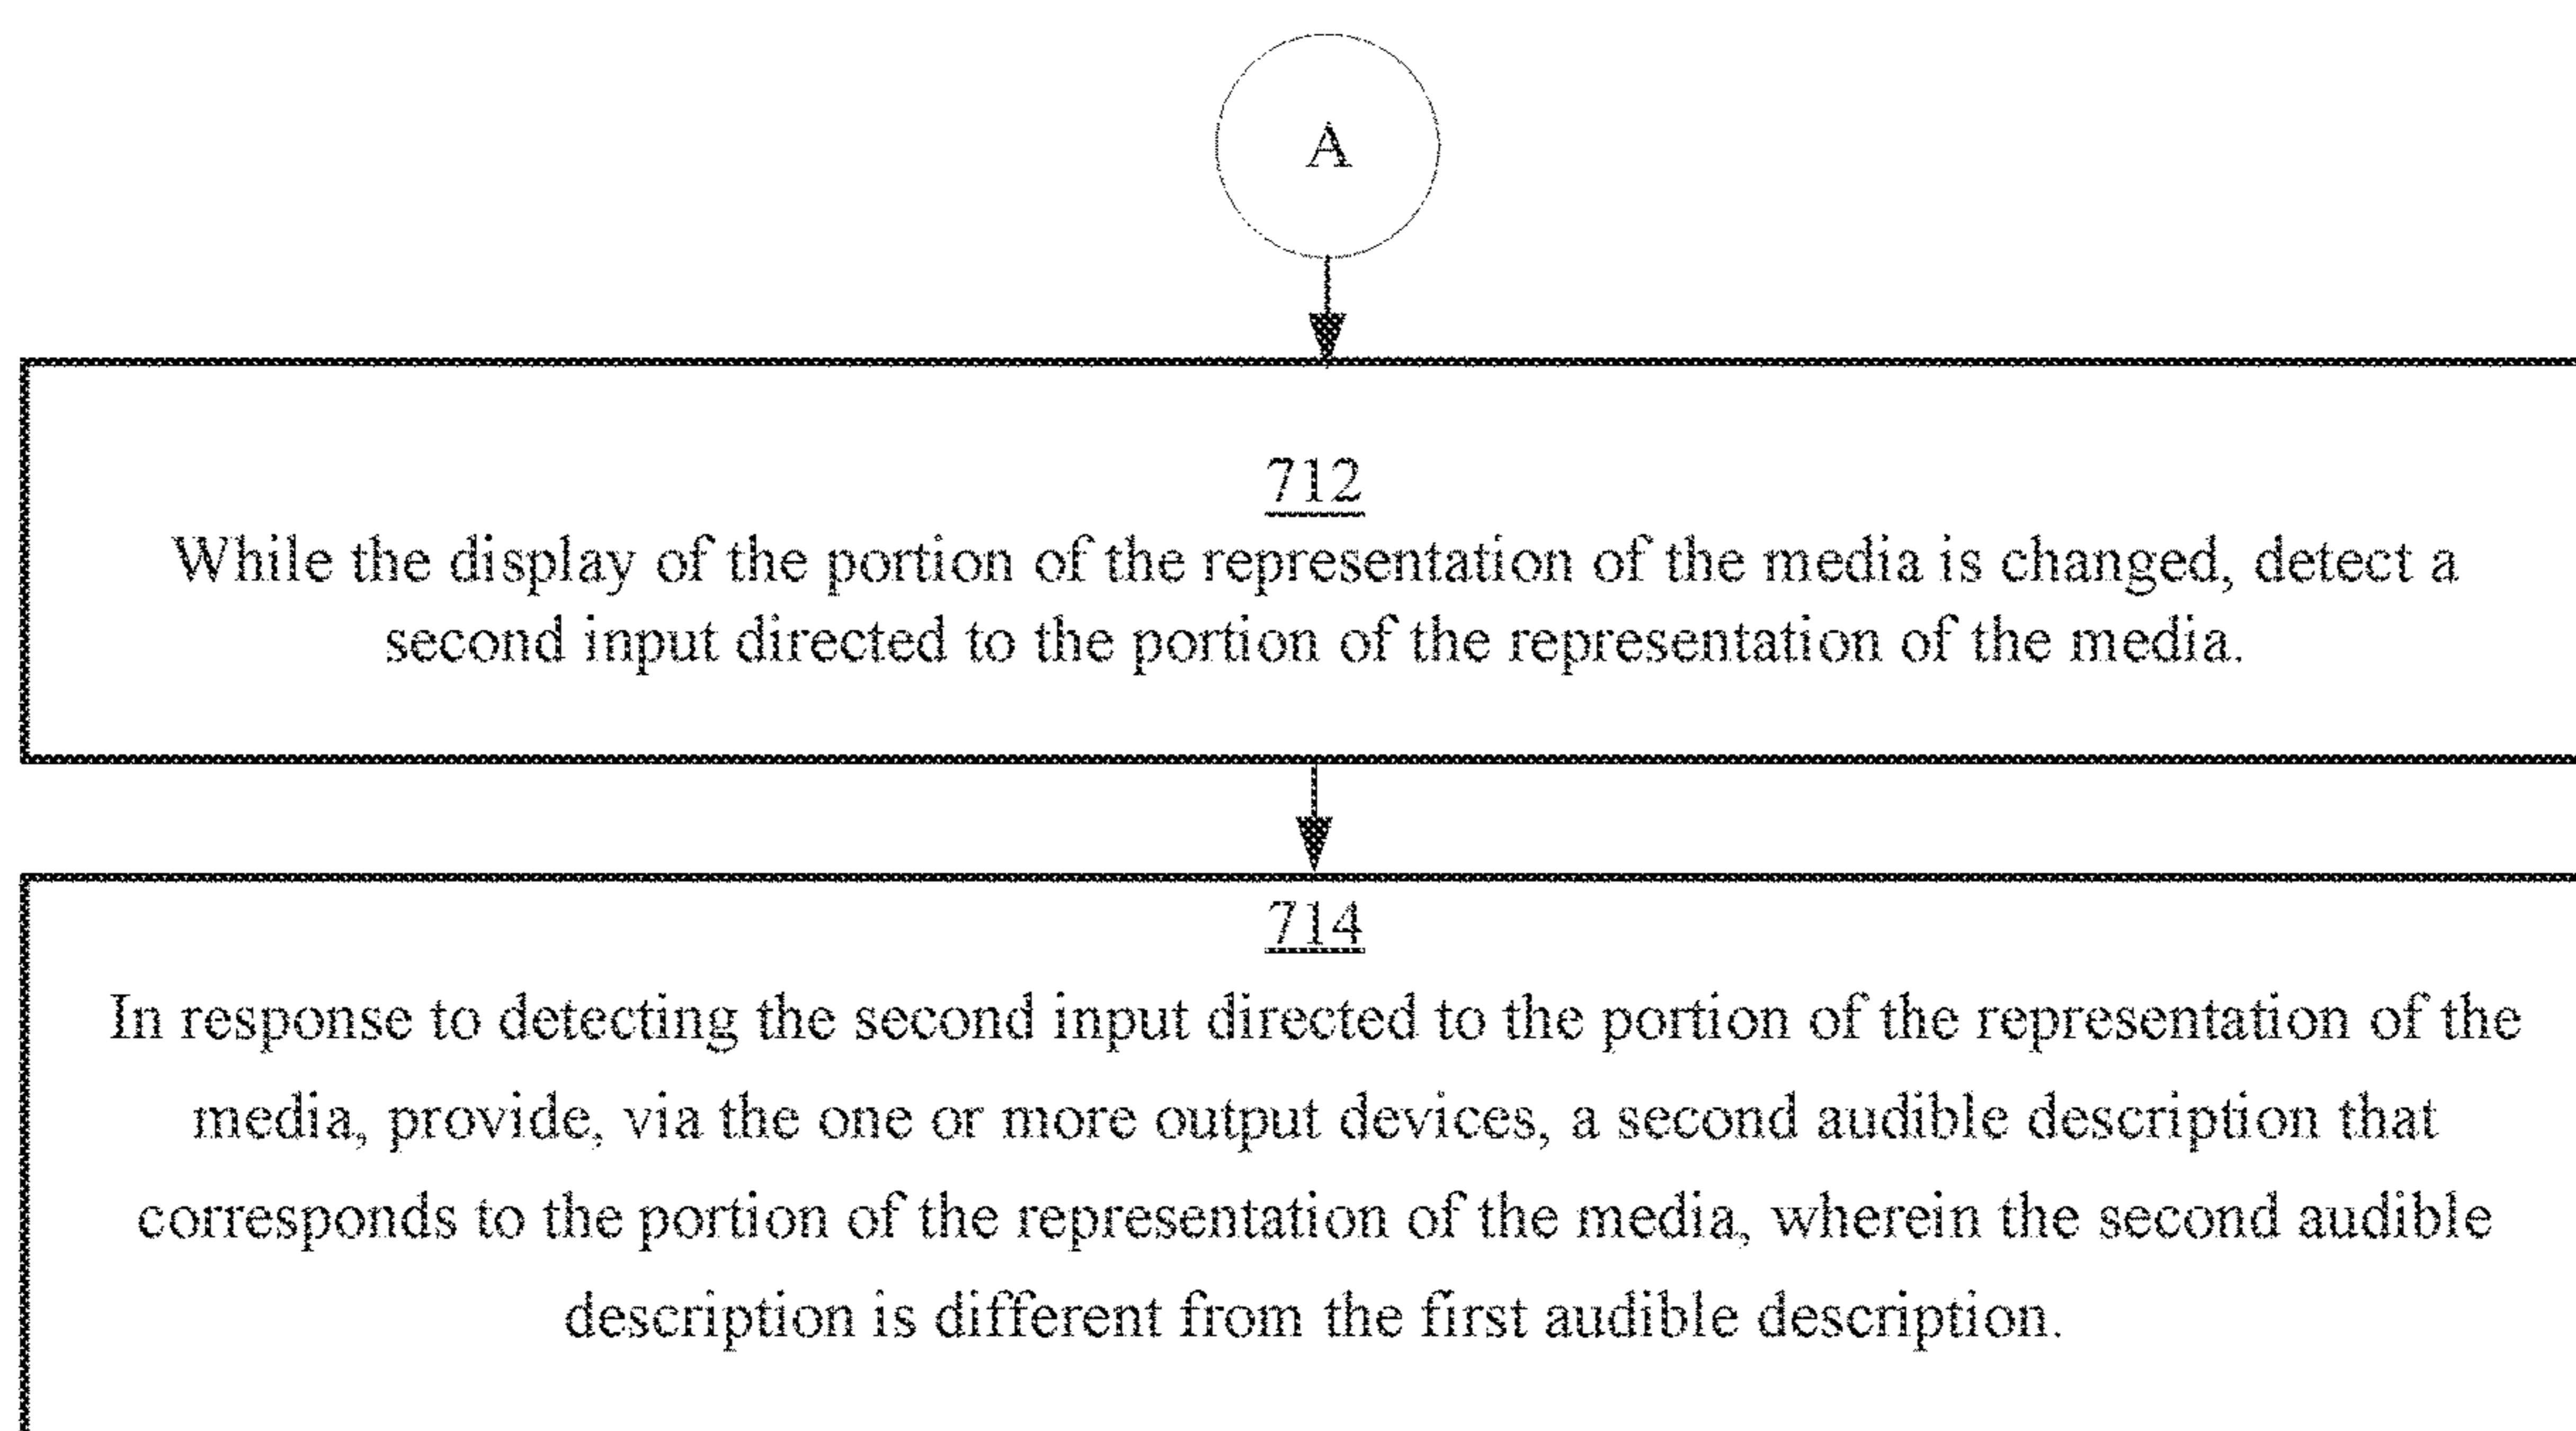 A
712
While the display of the portion of the representation of the media is changed, detect a
second input directed to the portion of the representation of the media.
714
In response to detecting the second input directed to the portion of the representation of the
media, provide, via the one or more output devices, a second audible description that
corresponds to the portion of the representation of the media, wherein the second audible
description is different from the first audible description.